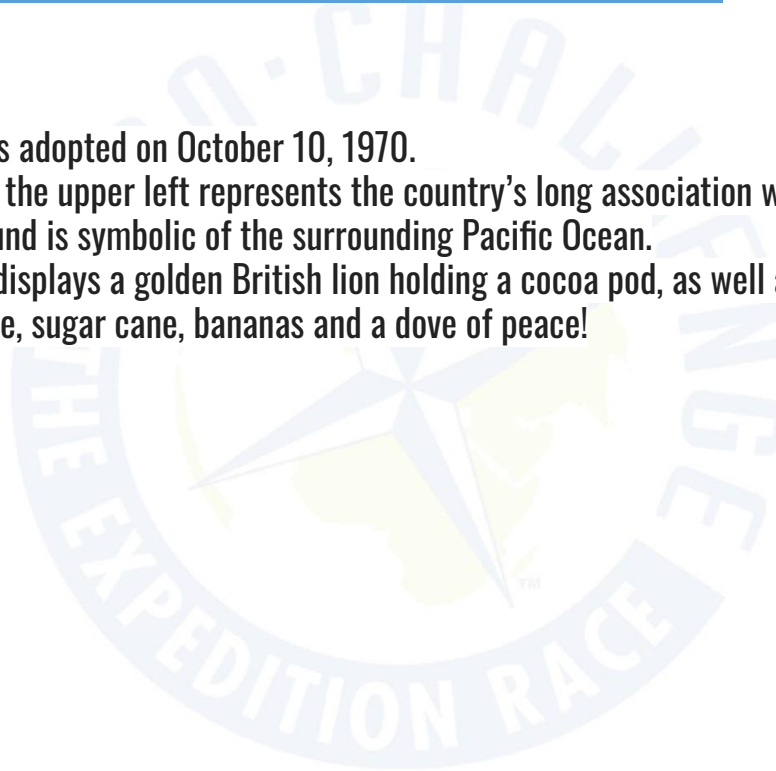 s adopted on October 10, 1970.
the upper left represents the country’s long association w
und is symbolic of the surrounding Pacific Ocean.
displays a golden British lion holding a cocoa pod, as well a
e, sugar cane, bananas and a dove of peace!
O·CHALLENGE
THE EXPEDITION RACE
TM